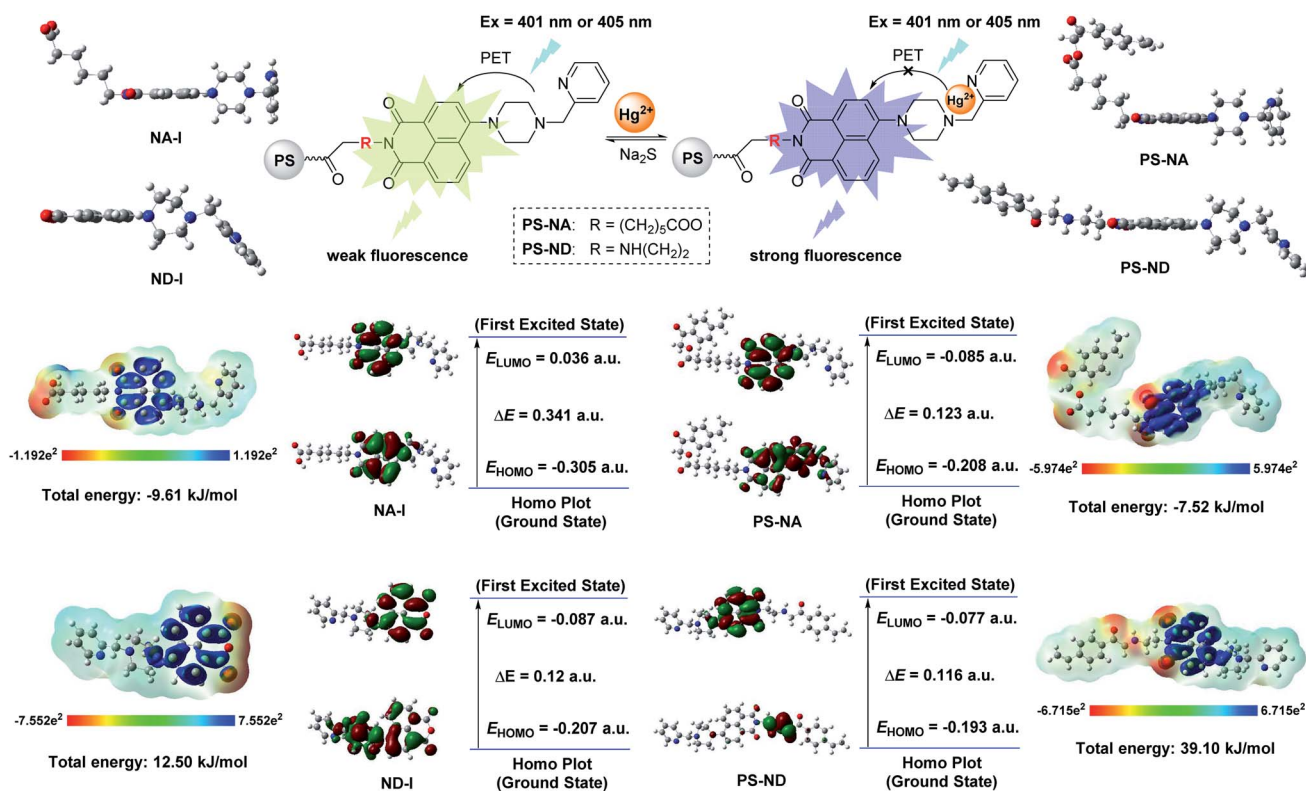 Ex = 401 nm or 405 nm
PET
N
N
N
O
N
O
R
O
PS
weak fluorescence
Hg2+
Na2S
Ex = 401 nm or 405 nm
PET
×
Hg2+
N
N
N
O
N
O
R
O
PS
strong fluorescence
PS-NA: R = (CH2)5COO
PS-ND: R = NH(CH2)2
NA-I
ND-I
PS-NA
PS-ND
-1.192e2
1.192e2
Total energy: -9.61 kJ/mol
NA-I
(First Excited State)
ELUMO = 0.036 a.u.
ΔE = 0.341 a.u.
EHOMO = -0.305 a.u.
Homo Plot
(Ground State)
PS-NA
(First Excited State)
ELUMO = -0.085 a.u.
ΔE = 0.123 a.u.
EHOMO = -0.208 a.u.
Homo Plot
(Ground State)
-5.974e2
5.974e2
Total energy: -7.52 kJ/mol
-7.552e2
7.552e2
Total energy: 12.50 kJ/mol
ND-I
(First Excited State)
ELUMO = -0.087 a.u.
ΔE = 0.12 a.u.
EHOMO = -0.207 a.u.
Homo Plot
(Ground State)
PS-ND
(First Excited State)
ELUMO = -0.077 a.u.
ΔE = 0.116 a.u.
EHOMO = -0.193 a.u.
Homo Plot
(Ground State)
-6.715e2
6.715e2
Total energy: 39.10 kJ/mol